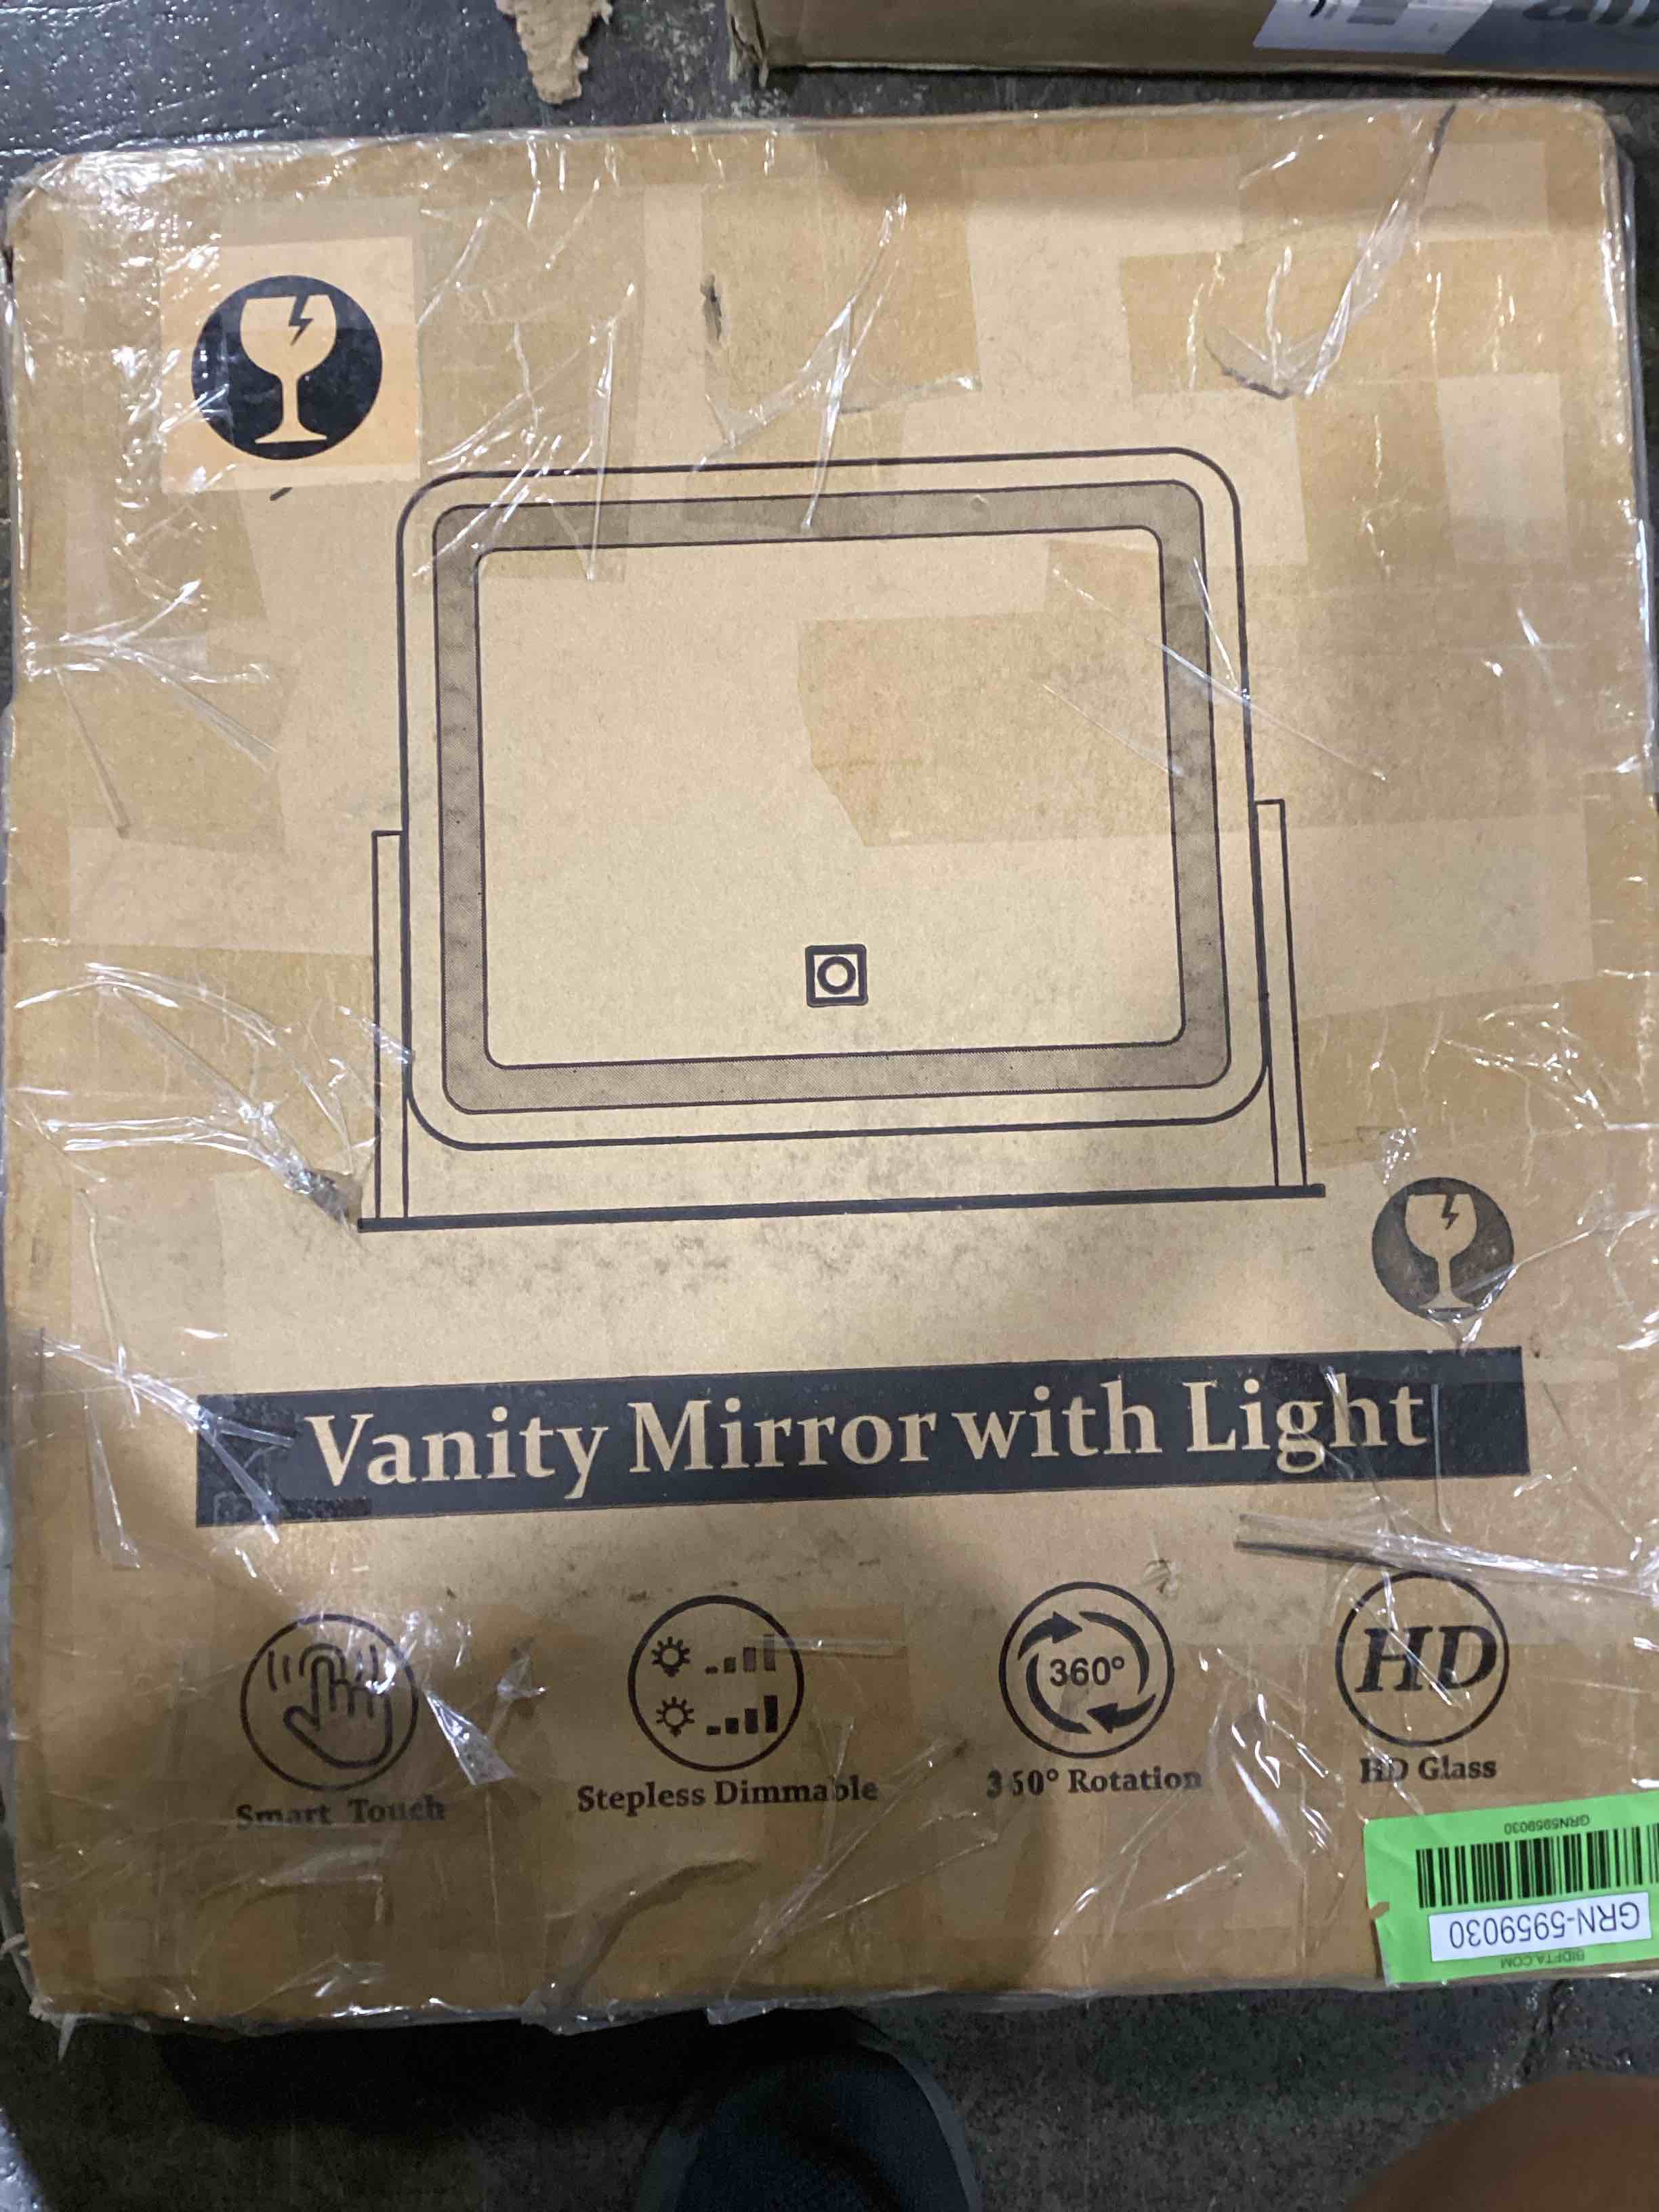 Vanity Mirror with Light
360°
HD
Smart Touch
Stepless Dimmable
360° Rotation
HD Glass
GRN5959030
GRN-5959030
BIDFTA.COM